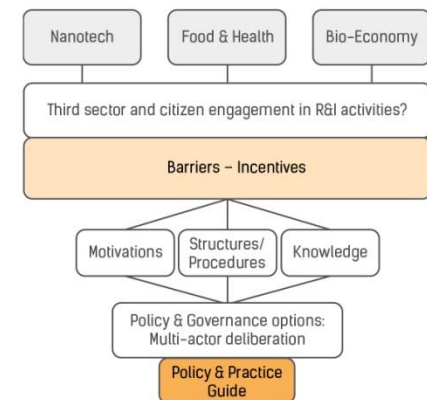 Nanotech
Food & Health
Bio-Economy
Third sector and citizen engagement in R&I activities?
Barriers – Incentives
Motivations
Structures/
Procedures
Knowledge
Policy & Governance options:
Multi-actor deliberation
Policy & Practice
Guide